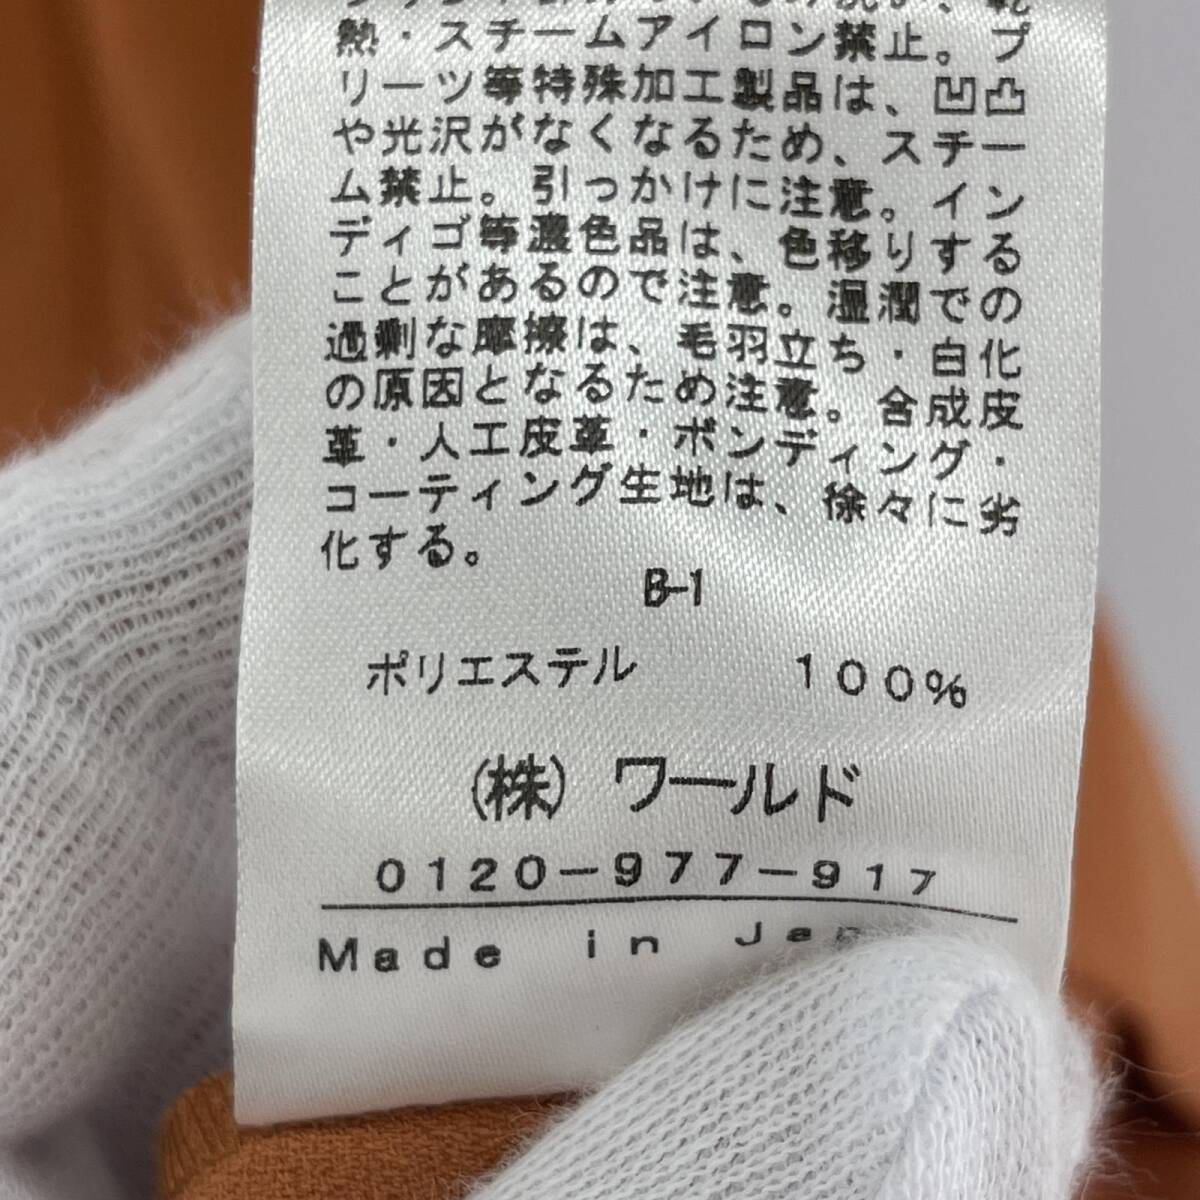 熱・スチームアイロン禁止。プ
リーツ等特殊加工製品は、凹凸
や光沢がなくなるため、スチー
ム禁止。引っかけに注意。イン
ディゴ等濃色品は、色移りする
ことがあるので注意。湿潤での
過剰な摩擦は、毛羽立ち・白化
の原因となるため注意。合成皮
革・人工皮革・ボンディング・
コーティング生地は、徐々に劣
化する。
B-1
ポリエステル 100%
(株) ワールド
0120-977-917
Made in Jap